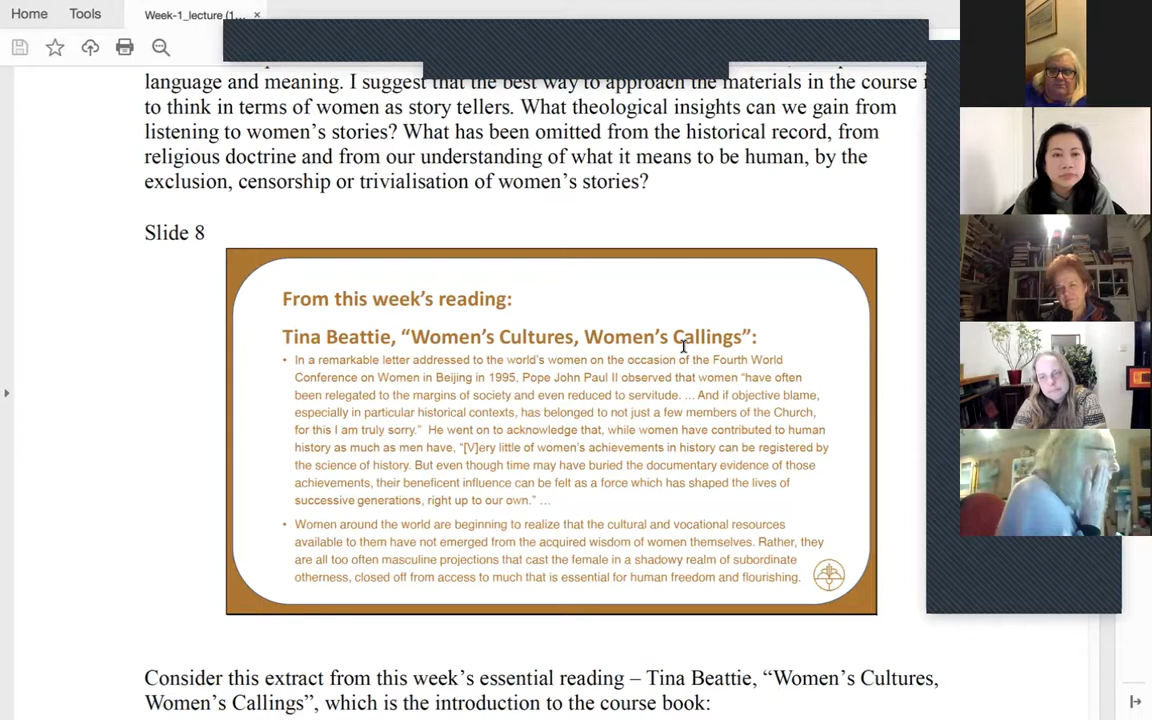 Home Tools Week-1_lecture (1... ×
language and meaning. I suggest that the best way to approach the materials in the course
to think in terms of women as story tellers. What theological insights can we gain from
listening to women’s stories? What has been omitted from the historical record, from
religious doctrine and from our understanding of what it means to be human, by the
exclusion, censorship or trivialisation of women’s stories?
Slide 8
From this week’s reading:
Tina Beattie, “Women’s Cultures, Women’s Callings”:
• In a remarkable letter addressed to the world’s women on the occasion of the Fourth World
Conference on Women in Beijing in 1995, Pope John Paul II observed that women “have often
been relegated to the margins of society and even reduced to servitude. ... And if objective blame,
especially in particular historical contexts, has belonged to not just a few members of the Church,
for this I am truly sorry.” He went on to acknowledge that, while women have contributed to human
history as much as men have, “[V]ery little of women’s achievements in history can be registered by
the science of history. But even though time may have buried the documentary evidence of those
achievements, their beneficent influence can be felt as a force which has shaped the lives of
successive generations, right up to our own.” ...
• Women around the world are beginning to realize that the cultural and vocational resources
available to them have not emerged from the acquired wisdom of women themselves. Rather, they
are all too often masculine projections that cast the female in a shadowy realm of subordinate
otherness, closed off from access to much that is essential for human freedom and flourishing.
Consider this extract from this week’s essential reading – Tina Beattie, “Women’s Cultures,
Women’s Callings”, which is the introduction to the course book: